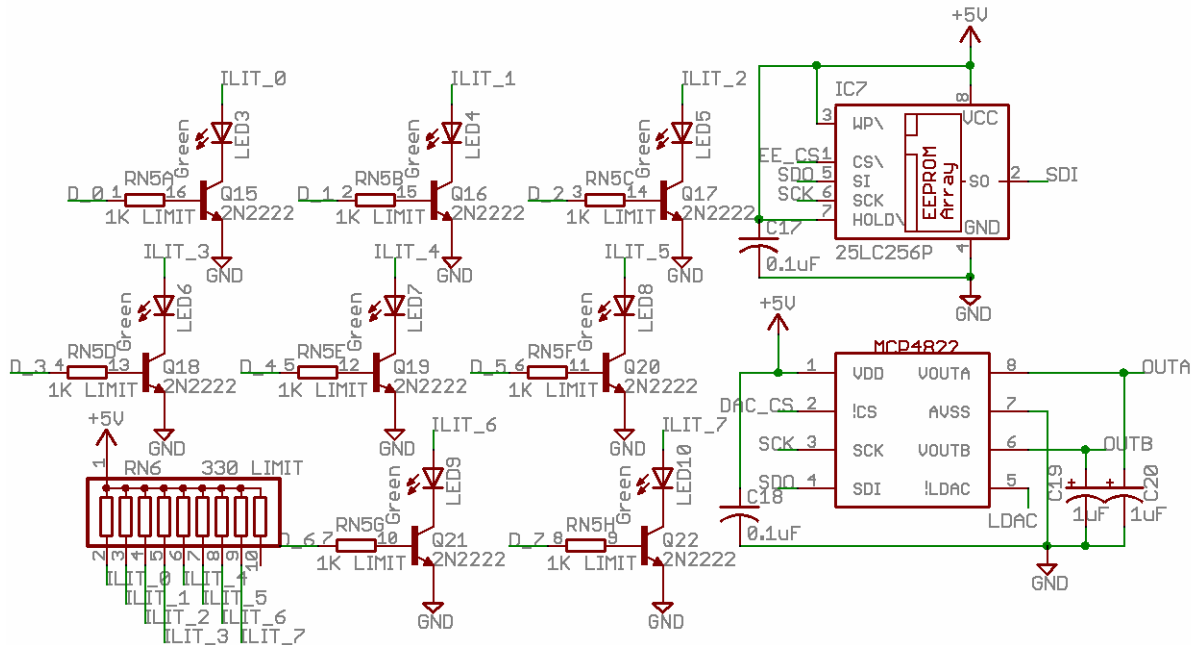 +5V
ILIT_0
ILIT_1
ILIT_2
IC7
8
VCC
Green
LED3
Green
LED4
Green
LED5
3 WP\
EE_CS 1 CS\
SDO 5 SI
SCK 6 SCK
7 HOLD\
EEPROM
Array
SO 2 SDI
GND
4
25LC256P
D_0 1 RN5A 16
1K LIMIT
Q15
2N2222
GND
D_1 2 RN5B 15
1K LIMIT
Q16
2N2222
GND
D_2 3 RN5C 14
1K LIMIT
Q17
2N2222
GND
C17
0.1uF
GND
ILIT_3
ILIT_4
ILIT_5
Green
LED6
Green
LED7
Green
LED8
D_3 4 RN5D 13
1K LIMIT
Q18
2N2222
GND
D_4 5 RN5E 12
1K LIMIT
Q19
2N2222
GND
D_5 6 RN5F 11
1K LIMIT
Q20
2N2222
GND
+5V
MCP4822
1 VDD
DAC_CS 2 !CS
SCK 3 SCK
SDO 4 SDI
VOUTA 8 OUTA
AVSS 7
VOUTB 6 OUTB
!LDAC 5
LDAC
C18
0.1uF
C19
1uF
C20
1uF
GND
+5V
1
RN6 330 LIMIT
2 3 4 5 6 7 8 9 10
ILIT_0
ILIT_1
ILIT_2
ILIT_3
ILIT_4
ILIT_5
ILIT_6
ILIT_7
ILIT_6
ILIT_7
Green
LED9
Green
LED10
D_6 7 RN5G 10
1K LIMIT
Q21
2N2222
GND
D_7 8 RN5H 9
1K LIMIT
Q22
2N2222
GND